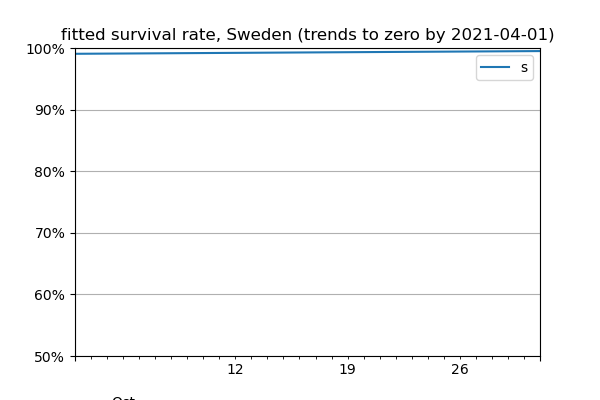 fitted survival rate, Sweden (trends to zero by 2021-04-01)
100%
s
90%
80%
70%
60%
50%
12 19 26
Oct